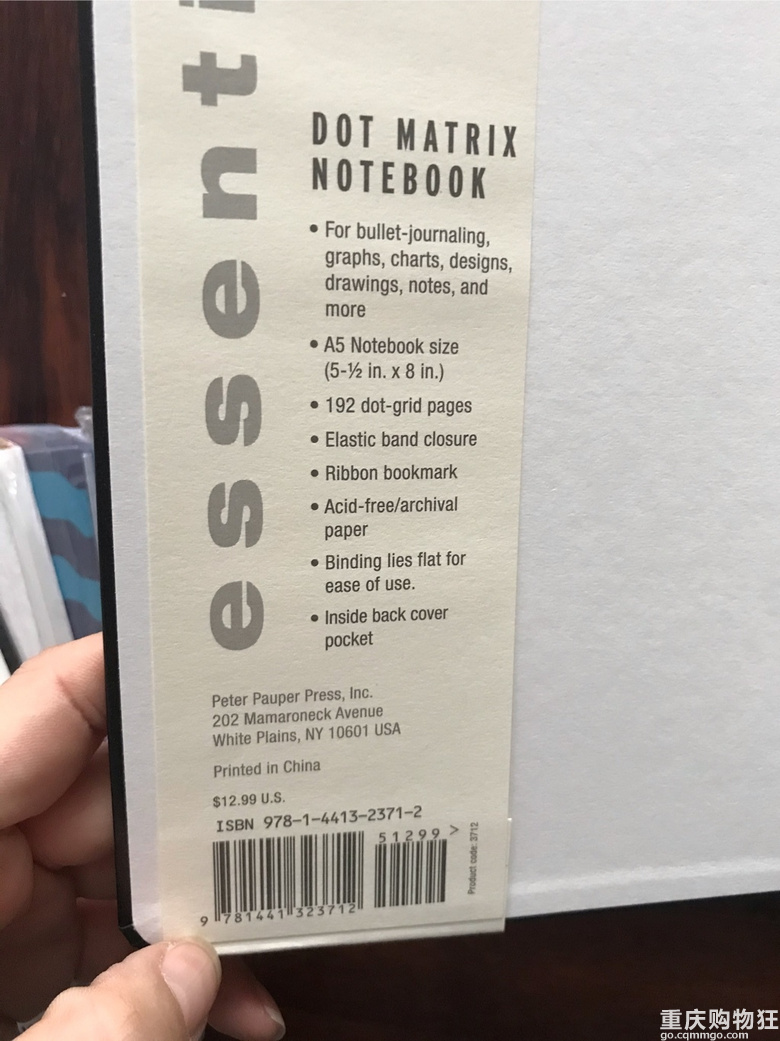 essenti
DOT MATRIX
NOTEBOOK
• For bullet-journaling,
graphs, charts, designs,
drawings, notes, and
more
• A5 Notebook size
(5-½ in. x 8 in.)
• 192 dot-grid pages
• Elastic band closure
• Ribbon bookmark
• Acid-free/archival
paper
• Binding lies flat for
ease of use.
• Inside back cover
pocket
Peter Pauper Press, Inc.
202 Mamaroneck Avenue
White Plains, NY 10601 USA
Printed in China
$12.99 U.S.
ISBN 978-1-4413-2371-2
51299>
9 781441 323712
Product code: 3712
重庆购物狂
go.cqmmgo.com